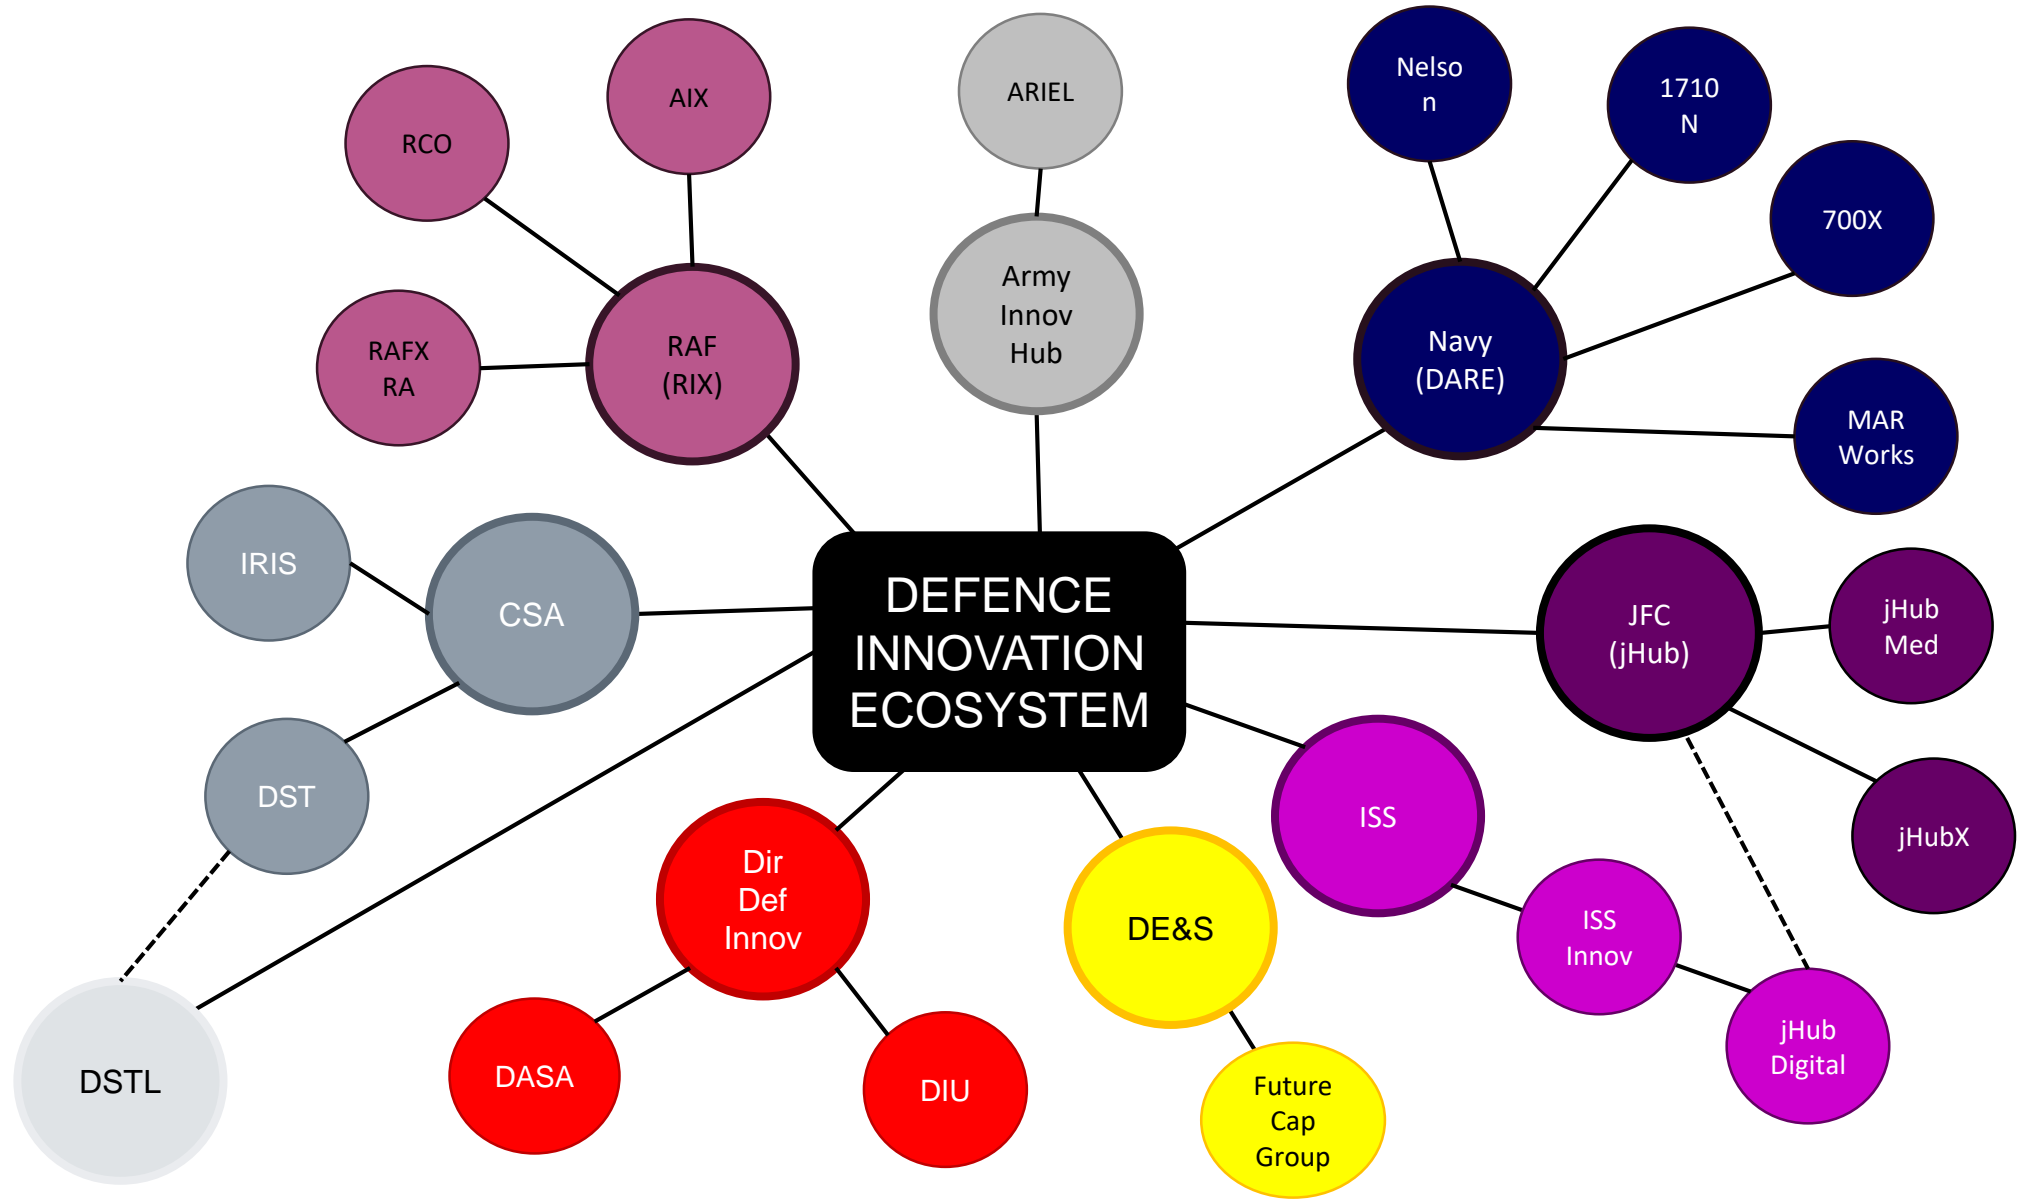 AIX
RCO
RAFX
RA
RAF
(RIX)
ARIEL
Army
Innov
Hub
Nelso
n
1710
N
700X
Navy
(DARE)
MAR
Works
IRIS
CSA
DST
DSTL
DEFENCE
INNOVATION
ECOSYSTEM
JFC
(jHub)
jHub
Med
jHubX
ISS
ISS
Innov
jHub
Digital
Dir
Def
Innov
DASA
DIU
DE&S
Future
Cap
Group